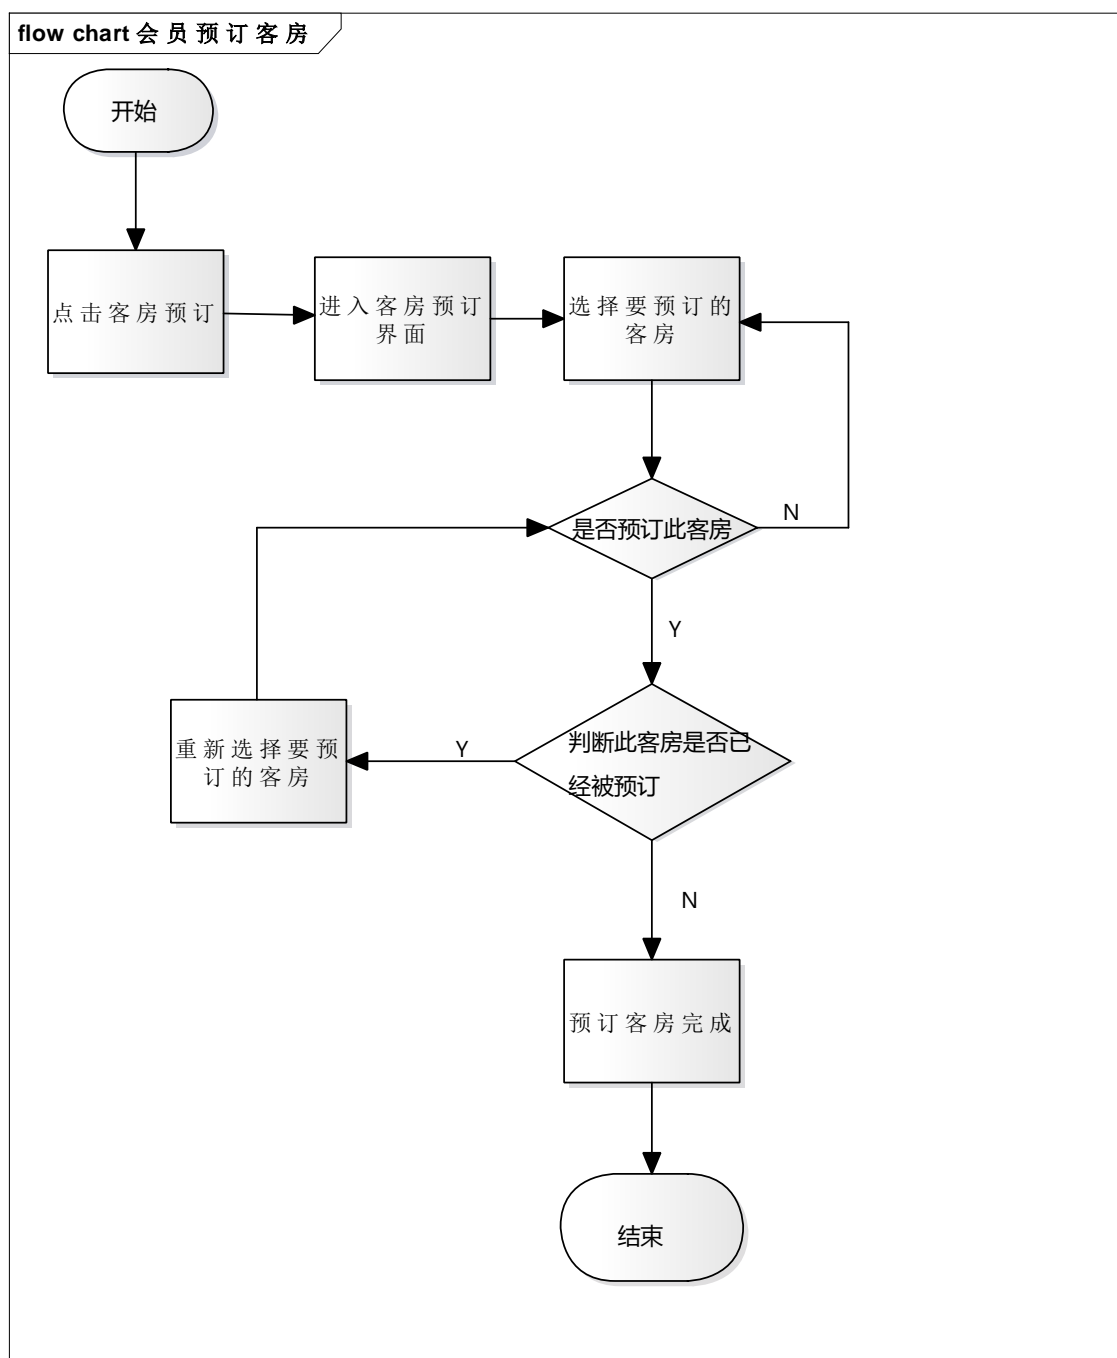 flow chart 会员预订客房
开始
点击客房预订
进入客房预订
界面
选择要预订的
客房
是否预订此客房
N
Y
判断此客房是否已
经被预订
Y
重新选择要预
订的客房
N
预订客房完成
结束